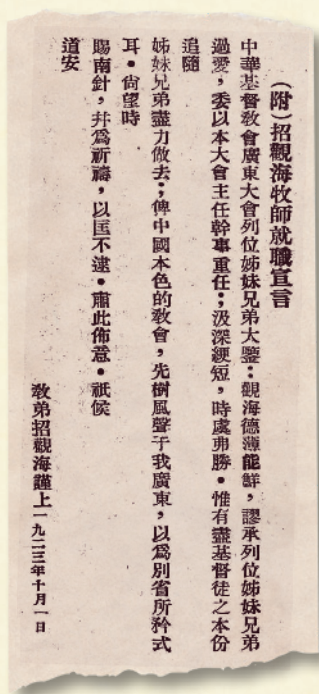 （附）招觀海牧師就職宣言
中華基督教會廣東大會列位姊妹兄弟大鑒：觀海德薄能鮮，謬承列位姊妹兄弟
過愛，委以本大會主任幹事重任；汲深綆短，時虞弗勝。惟有盡基督徒之本份
追隨
姊妹兄弟盡力做去；俾中國本色的教會，先樹風聲于我廣東，以爲別省所矜式
耳。尙望時
賜南針，幷爲祈禱，以匡不逮。肅此佈意。祇候
道安
教弟招觀海謹上一九二三年十月一日